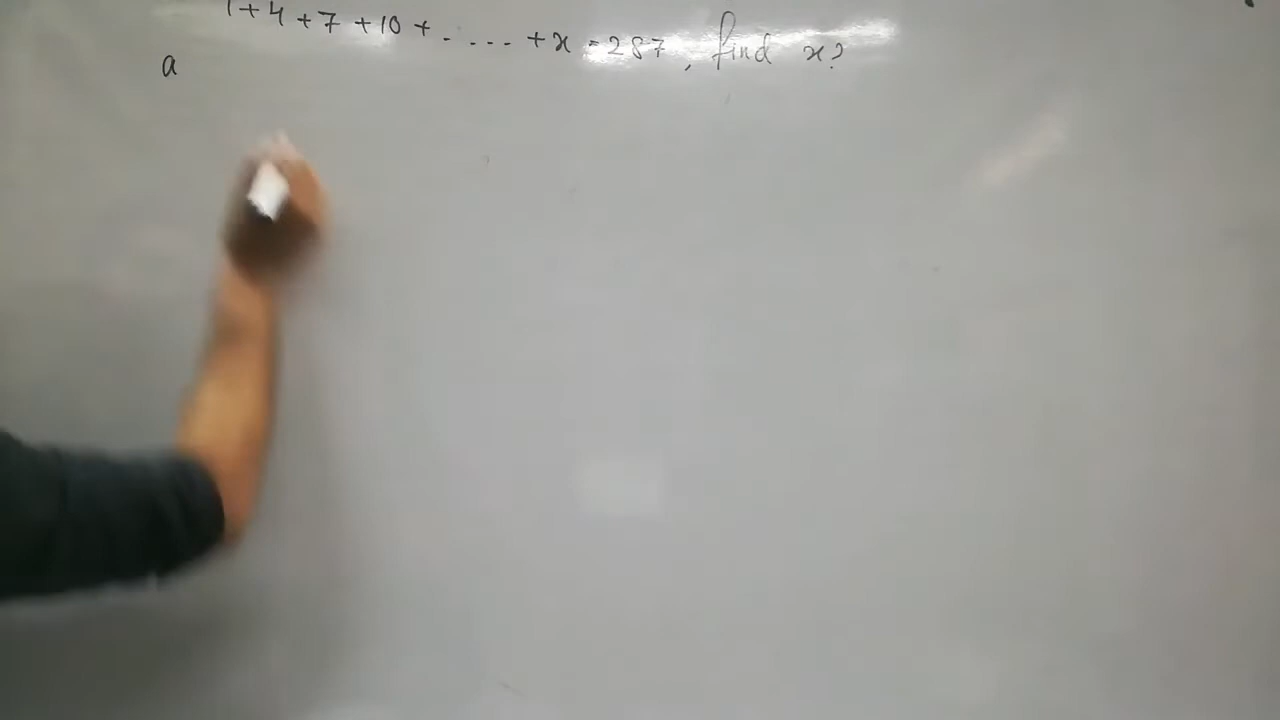 1+4+7+10+.....+x=287, find x?
a